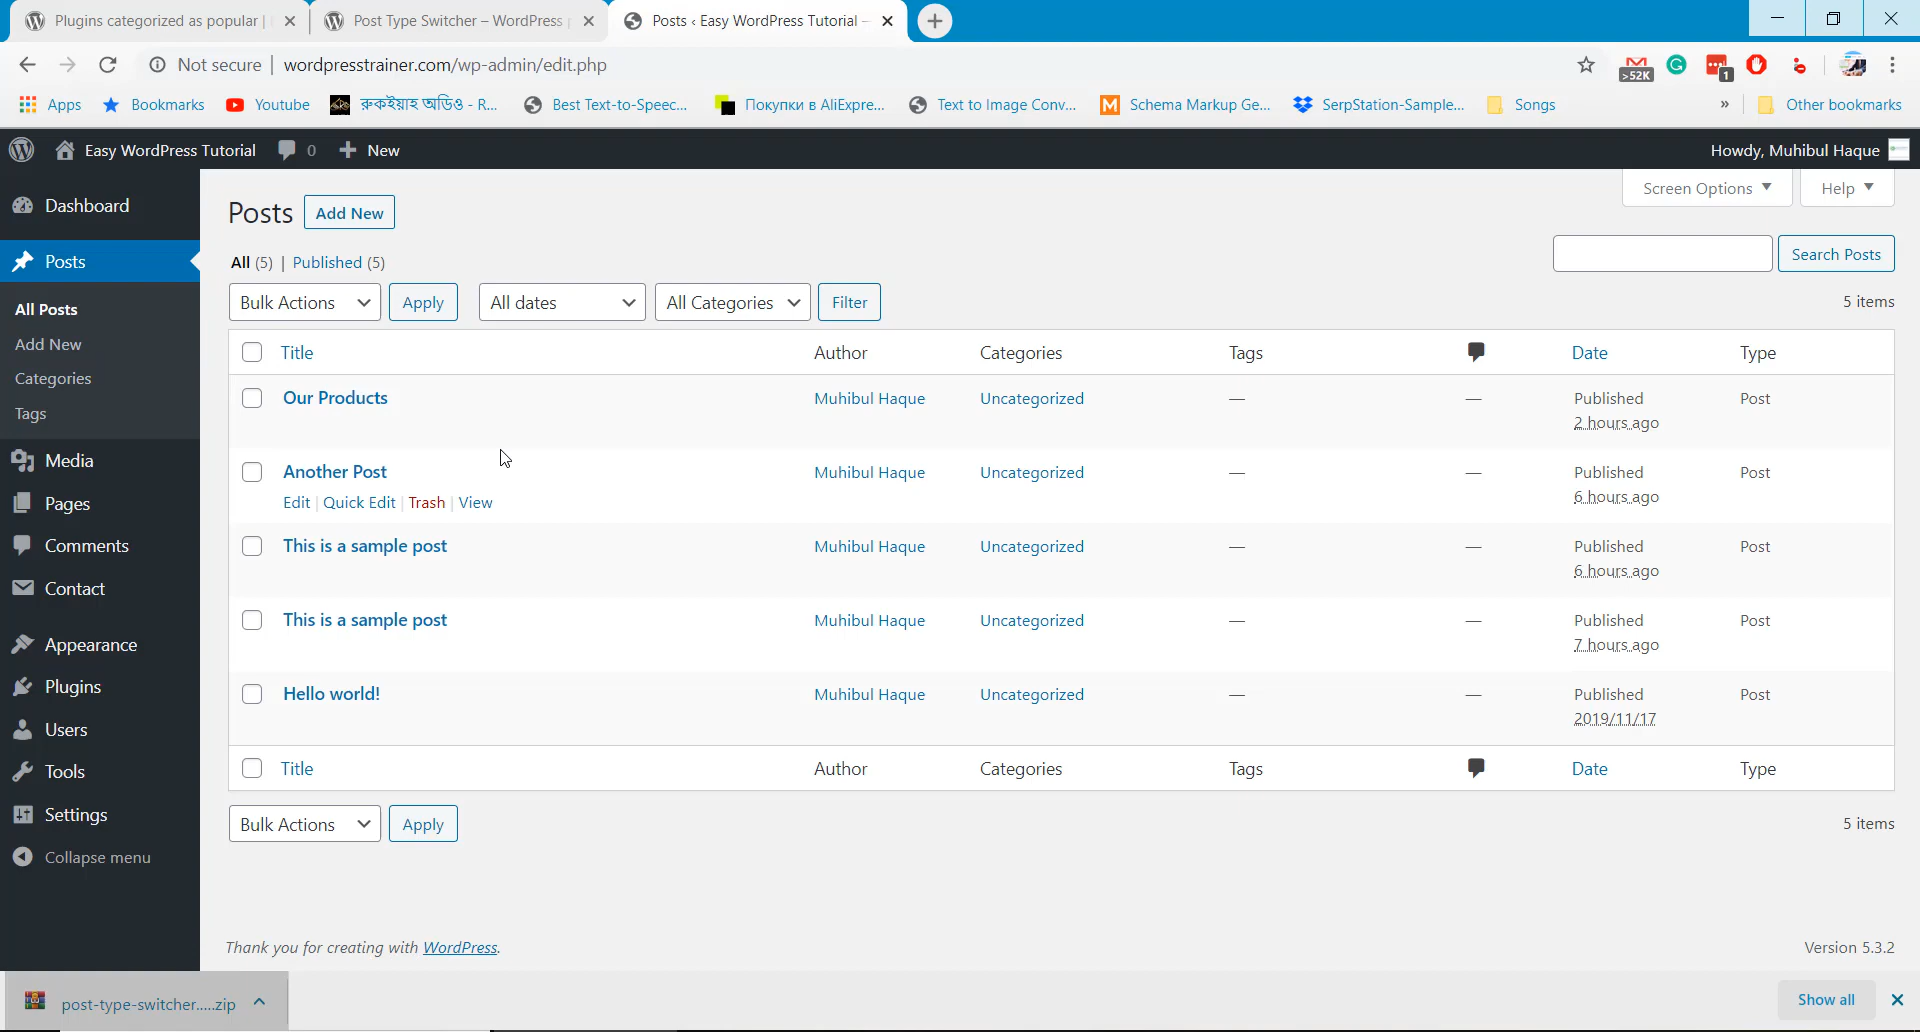 Plugins categorized as popular |
Post Type Switcher – WordPress
Posts ‹ Easy WordPress Tutorial –
Not secure | wordpresstrainer.com/wp-admin/edit.php
>52K
1
Apps Bookmarks Youtube রুকইয়াহ অডিও - R... Best Text-to-Speec... Покупки в AliExpre... Text to Image Conv... Schema Markup Ge... SerpStation-Sample... Songs » Other bookmarks
Easy WordPress Tutorial 0 New Howdy, Muhibul Haque
Dashboard
Posts
All Posts
Add New
Categories
Tags
Media
Pages
Comments
Contact
Appearance
Plugins
Users
Tools
Settings
Collapse menu
Screen Options Help
Posts Add New
All (5) | Published (5)
Search Posts
Bulk Actions Apply All dates All Categories Filter 5 items
Title Author Categories Tags Date Type
Our Products Muhibul Haque Uncategorized — — Published Post
2 hours ago
Another Post Muhibul Haque Uncategorized — — Published Post
6 hours ago
Edit | Quick Edit | Trash | View
This is a sample post Muhibul Haque Uncategorized — — Published Post
6 hours ago
This is a sample post Muhibul Haque Uncategorized — — Published Post
7 hours ago
Hello world! Muhibul Haque Uncategorized — — Published Post
2019/11/17
Title Author Categories Tags Date Type
Bulk Actions Apply 5 items
Thank you for creating with WordPress. Version 5.3.2
post-type-switcher.....zip Show all